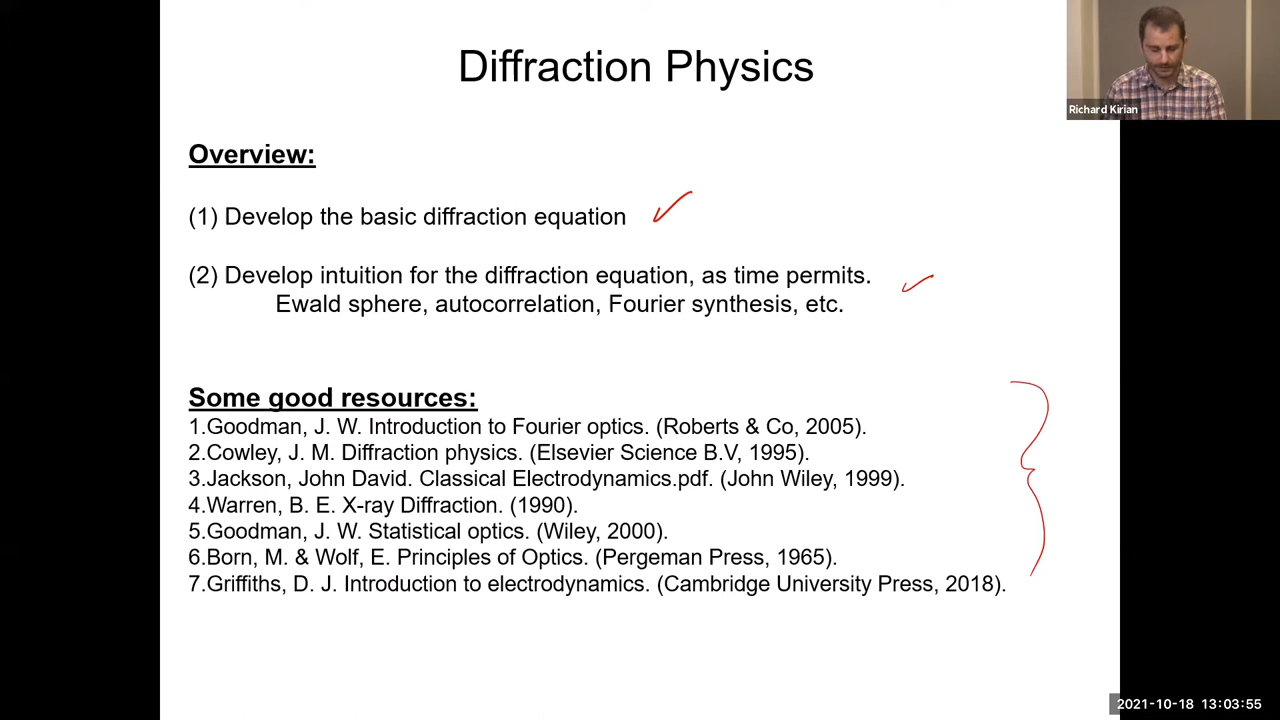 Diffraction Physics
Richard Kirian
Overview:
(1) Develop the basic diffraction equation
(2) Develop intuition for the diffraction equation, as time permits.
Ewald sphere, autocorrelation, Fourier synthesis, etc.
Some good resources:
1.Goodman, J. W. Introduction to Fourier optics. (Roberts & Co, 2005).
2.Cowley, J. M. Diffraction physics. (Elsevier Science B.V, 1995).
3.Jackson, John David. Classical Electrodynamics.pdf. (John Wiley, 1999).
4.Warren, B. E. X-ray Diffraction. (1990).
5.Goodman, J. W. Statistical optics. (Wiley, 2000).
6.Born, M. & Wolf, E. Principles of Optics. (Pergeman Press, 1965).
7.Griffiths, D. J. Introduction to electrodynamics. (Cambridge University Press, 2018).
2021-10-18 13:03:55